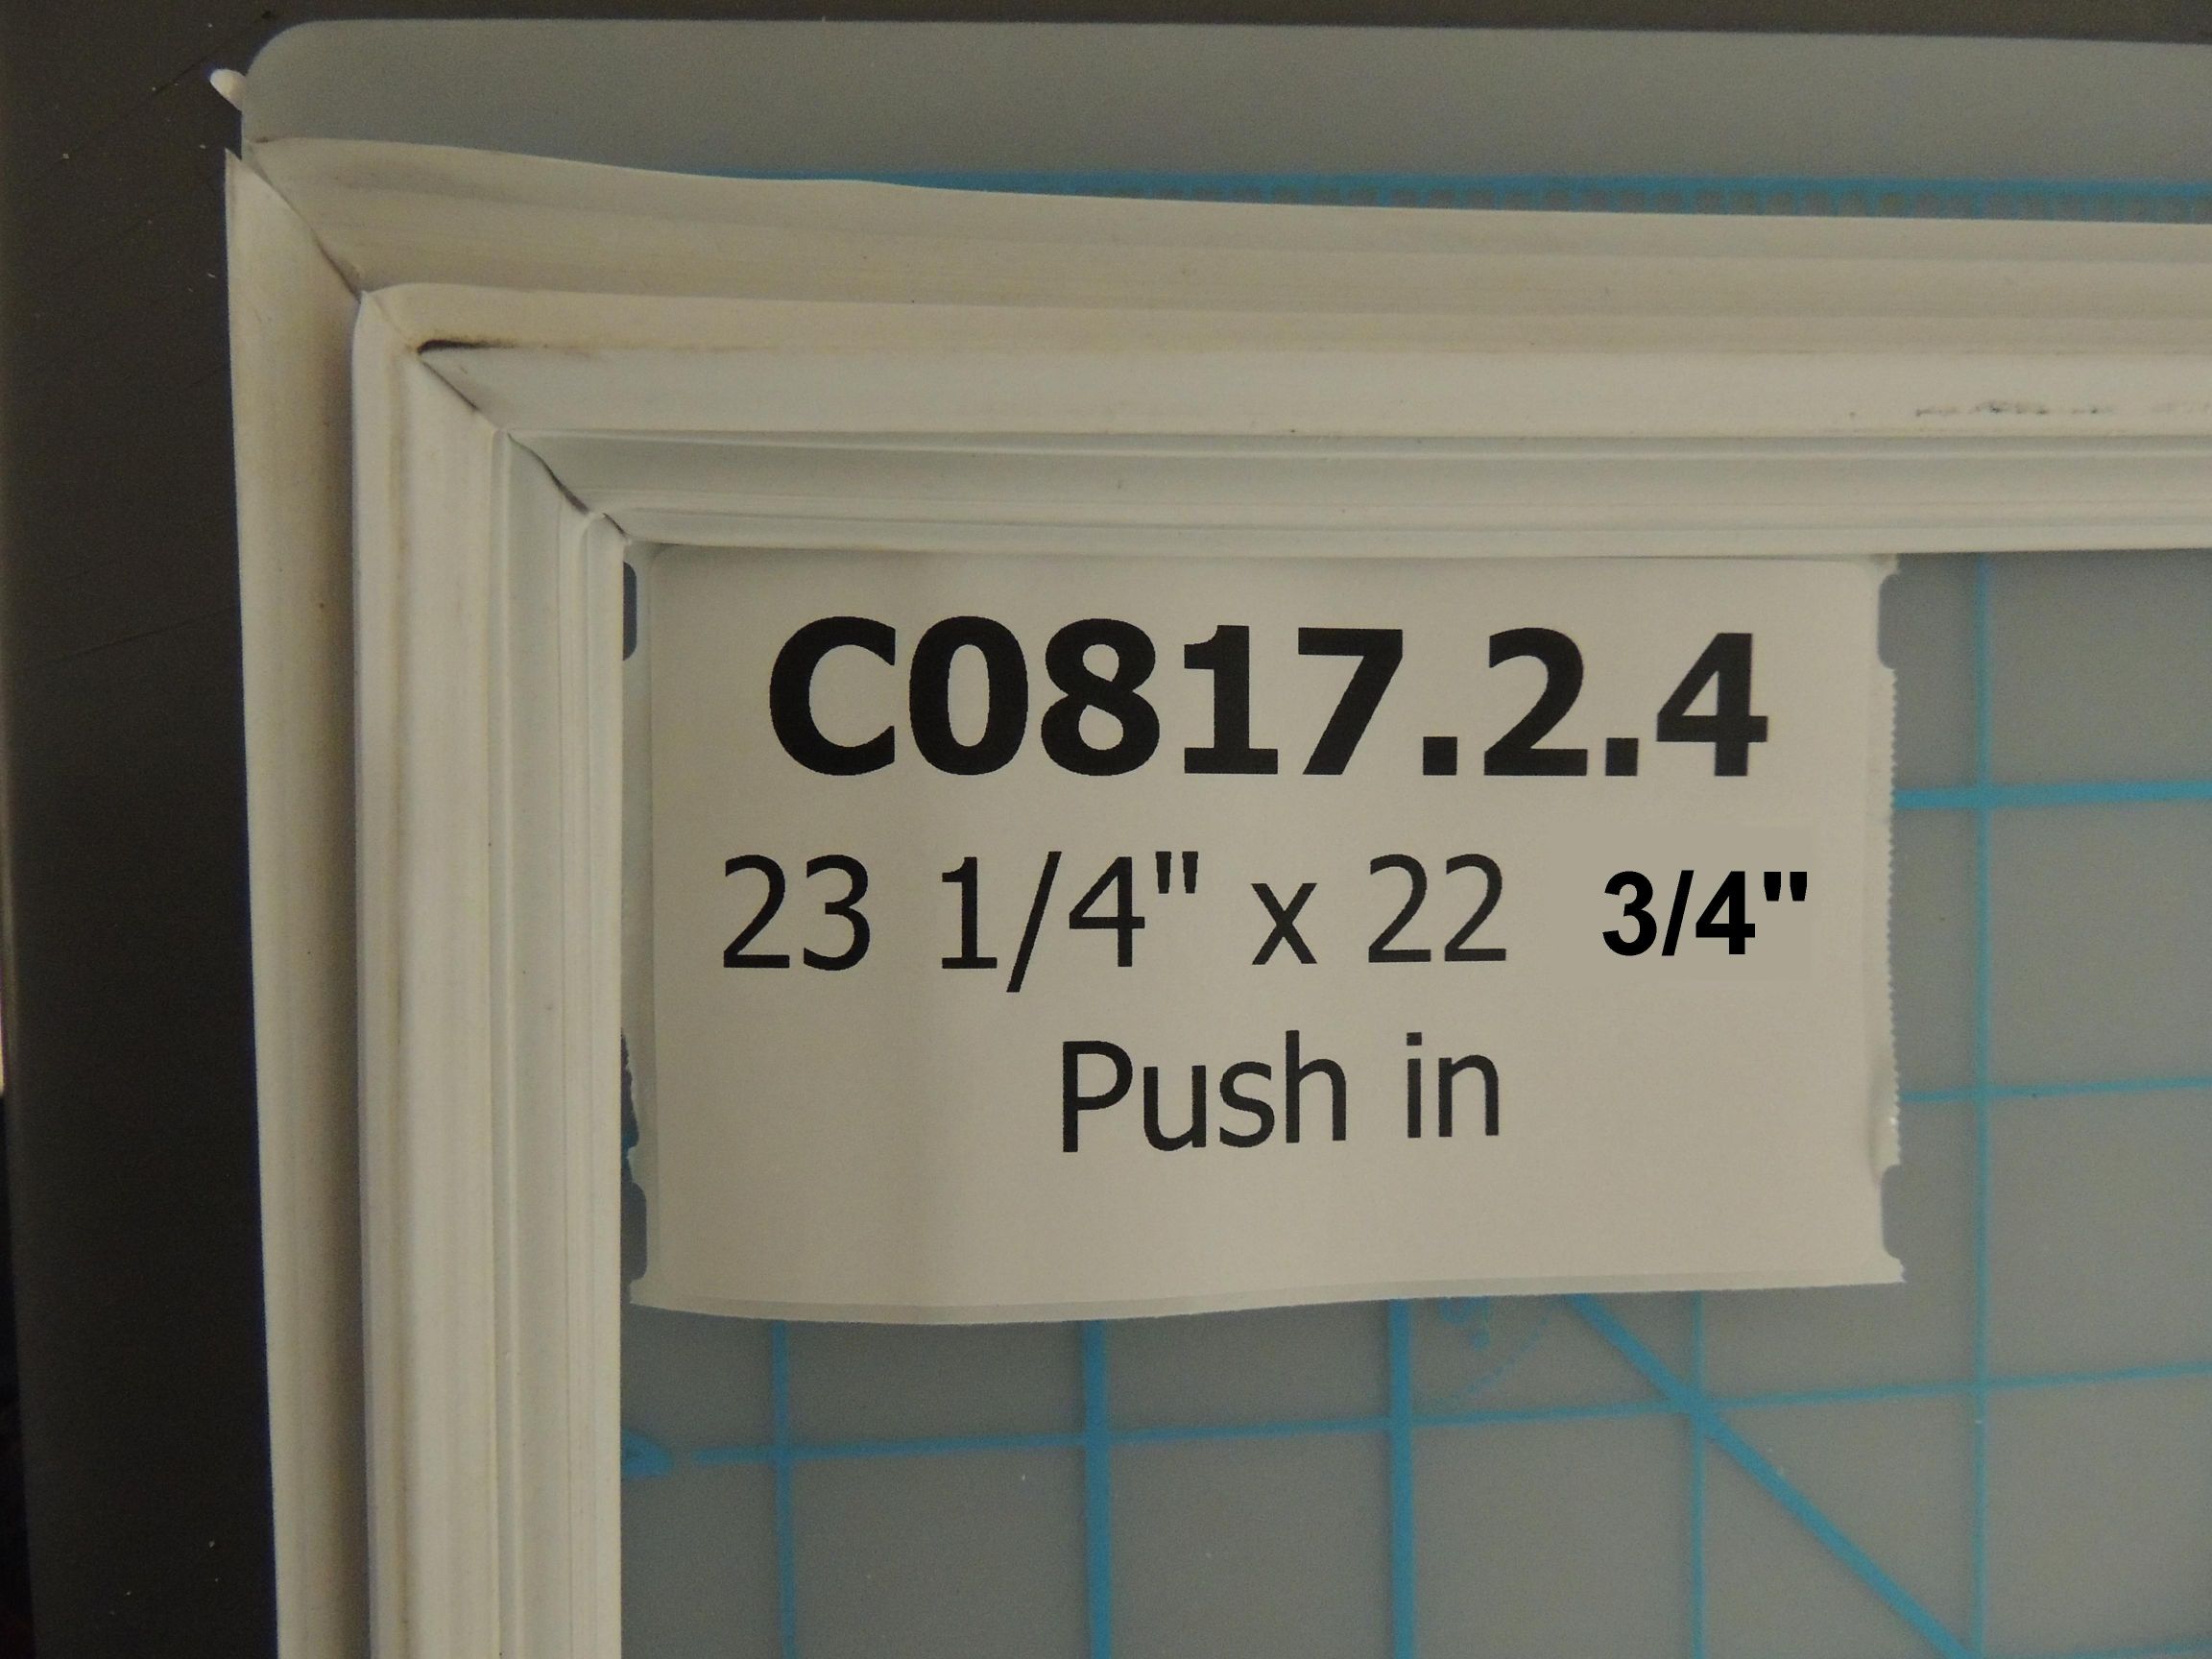 C0817.2.4
23 1/4" x 22 3/4"
Push in